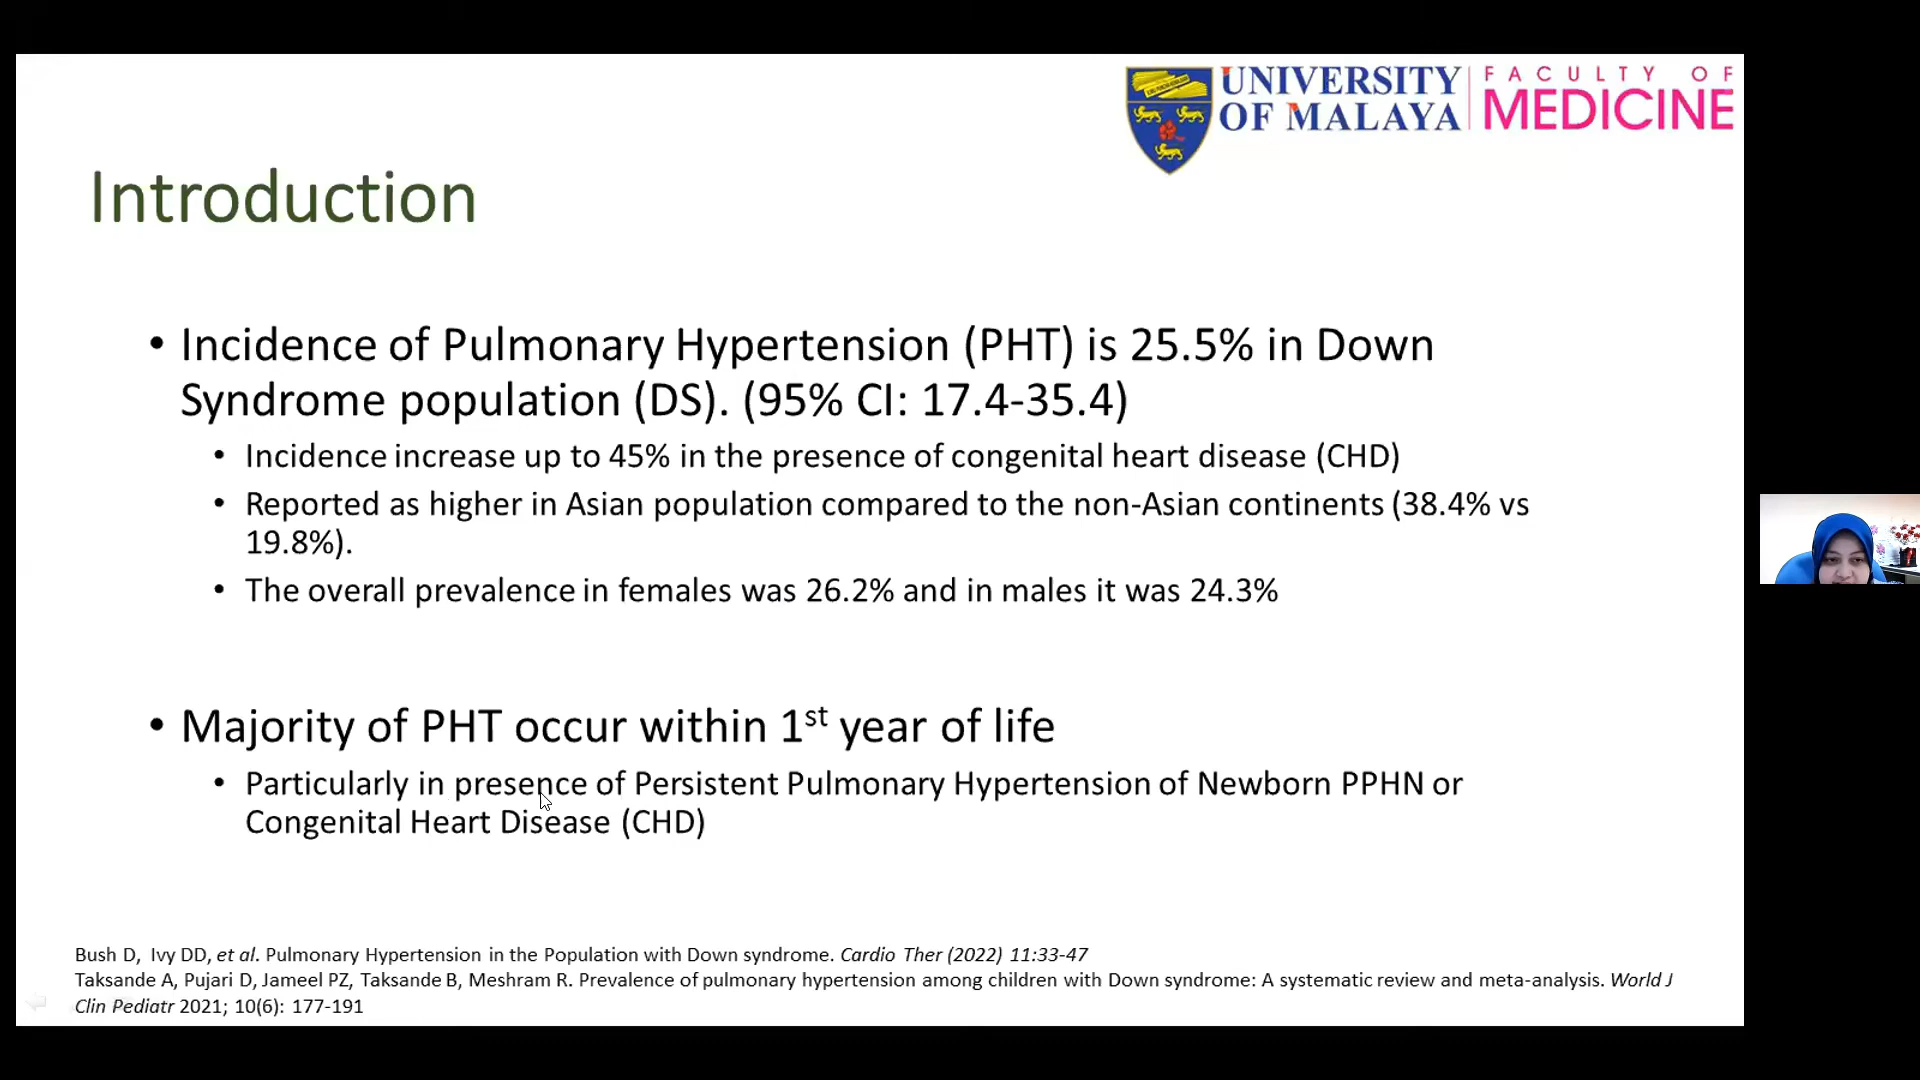 UNIVERSITY
OF MALAYA
FACULTY OF
MEDICINE
Introduction
• Incidence of Pulmonary Hypertension (PHT) is 25.5% in Down
Syndrome population (DS). (95% CI: 17.4-35.4)
• Incidence increase up to 45% in the presence of congenital heart disease (CHD)
• Reported as higher in Asian population compared to the non-Asian continents (38.4% vs
19.8%).
• The overall prevalence in females was 26.2% and in males it was 24.3%
• Majority of PHT occur within 1st year of life
• Particularly in presence of Persistent Pulmonary Hypertension of Newborn PPHN or
Congenital Heart Disease (CHD)
Bush D, Ivy DD, et al. Pulmonary Hypertension in the Population with Down syndrome. Cardio Ther (2022) 11:33-47
Taksande A, Pujari D, Jameel PZ, Taksande B, Meshram R. Prevalence of pulmonary hypertension among children with Down syndrome: A systematic review and meta-analysis. World J
Clin Pediatr 2021; 10(6): 177-191